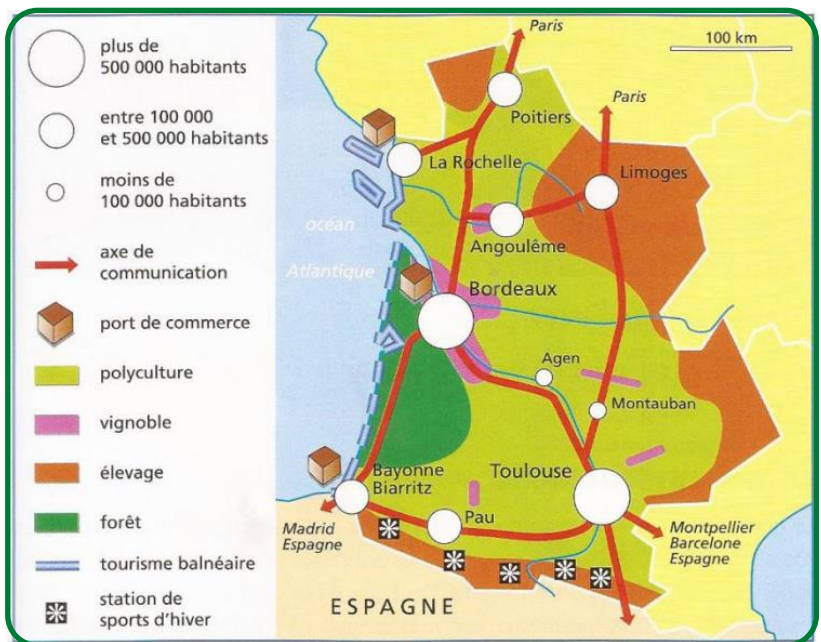 plus de
500 000 habitants
entre 100 000
et 500 000 habitants
moins de
100 000 habitants
axe de
communication
port de commerce
polyculture
vignoble
élevage
forêt
tourisme balnéaire
station de
sports d'hiver
Paris
100 km
Paris
Poitiers
La Rochelle
Limoges
océan
Atlantique
Angoulême
Bordeaux
Agen
Montauban
Toulouse
Bayonne
Biarritz
Pau
Madrid
Espagne
Montpellier
Barcelone
Espagne
ESPAGNE